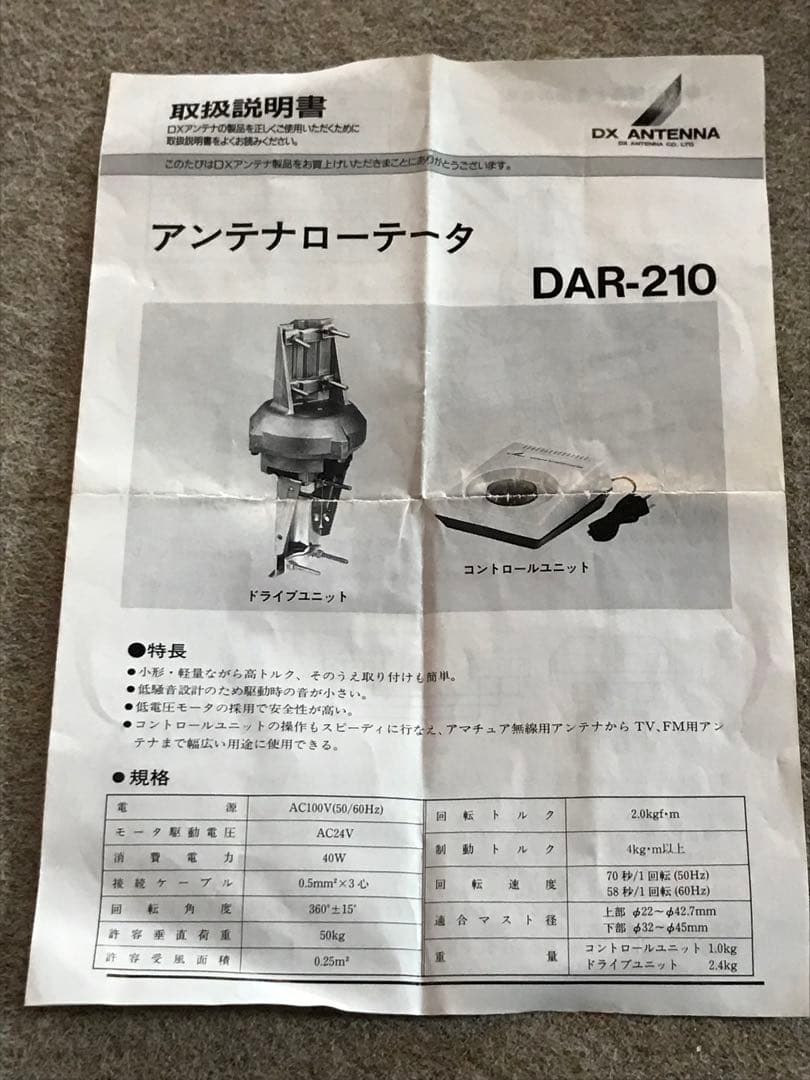 取扱説明書
DXアンテナの製品を正しくご使用いただくために
取扱説明書をよくお読みください。
DX ANTENNA
DX ANTENNA CO., LTD.
このたびはDXアンテナ製品をお買上げいただきまことにありがとうございます。
アンテナローテータ
DAR-210
ドライブユニット
コントロールユニット
●特長
●小形・軽量ながら高トルク、そのうえ取り付けも簡単。
●低騒音設計のため駆動時の音が小さい。
●低電圧モータの採用で安全性が高い。
●コントロールユニットの操作もスピーディに行なえ、アマチュア無線用アンテナから TV、FM用アン
テナまで幅広い用途に使用できる。
●規格
電源 AC100V(50/60Hz)
モータ駆動電圧 AC24V
消費電力 40W
接続ケーブル 0.5mm²×3心
回転角度 360°±15°
許容垂直荷重 50kg
許容受風面積 0.25m²
回転トルク 2.0kgf·m
制動トルク 4kg·m以上
回転速度 70秒/1回転(50Hz)
58秒/1回転(60Hz)
適合マスト径 上部 φ22〜φ42.7mm
下部 φ32〜φ45mm
重量 コントロールユニット 1.0kg
ドライブユニット 2.4kg